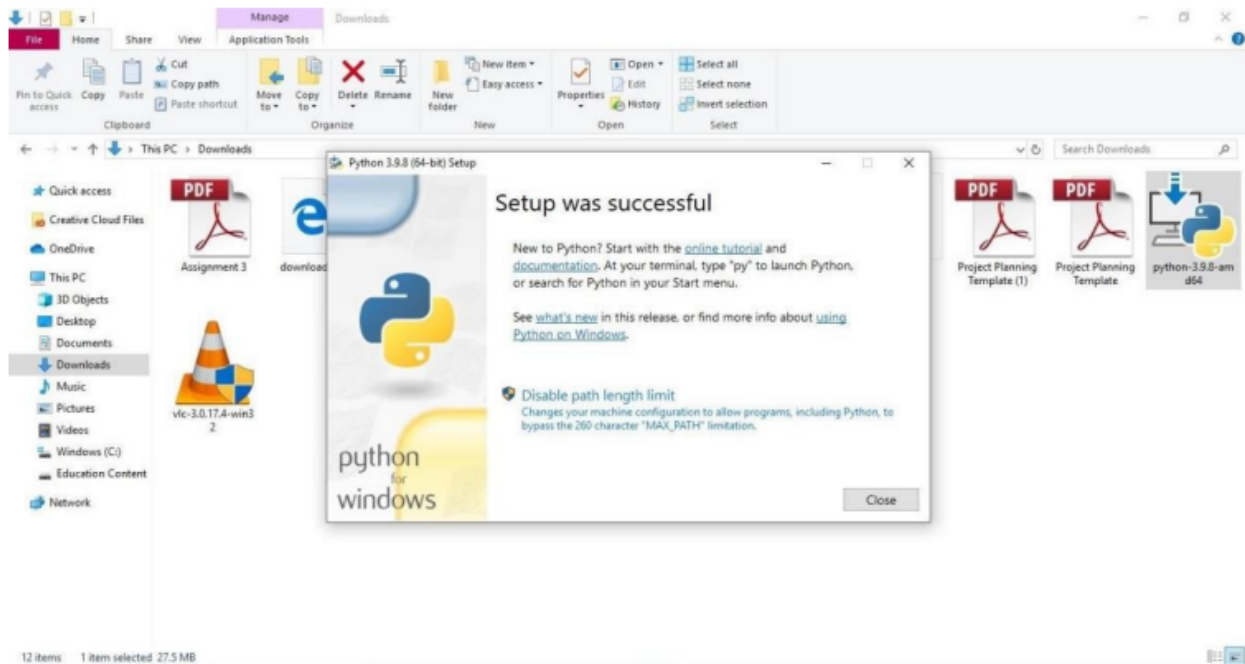 Manage
Downloads
File
Home
Share
View
Application Tools
Pin to Quick access
Copy
Paste
Cut
Copy path
Paste shortcut
Clipboard
Move to
Copy to
Delete
Rename
Organize
New folder
New item
Easy access
New
Properties
Open
Edit
History
Open
Select all
Select none
Invert selection
Select
This PC > Downloads
Search Downloads
Quick access
Creative Cloud Files
OneDrive
This PC
3D Objects
Desktop
Documents
Downloads
Music
Pictures
Videos
Windows (C:)
Education Content
Network
PDF
Assignment 3
download
vlc-3.0.17.4-win3
2
Python 3.9.8 (64-bit) Setup
Setup was successful
New to Python? Start with the online tutorial and
documentation. At your terminal, type "py" to launch Python,
or search for Python in your Start menu.
See what's new in this release, or find more info about using
Python on Windows.
Disable path length limit
Changes your machine configuration to allow programs, including Python, to
bypass the 260 character "MAX_PATH" limitation.
python
for
windows
Close
PDF
Project Planning
Template (1)
PDF
Project Planning
Template
python-3.9.8-am
d64
12 items
1 item selected 27.5 MB